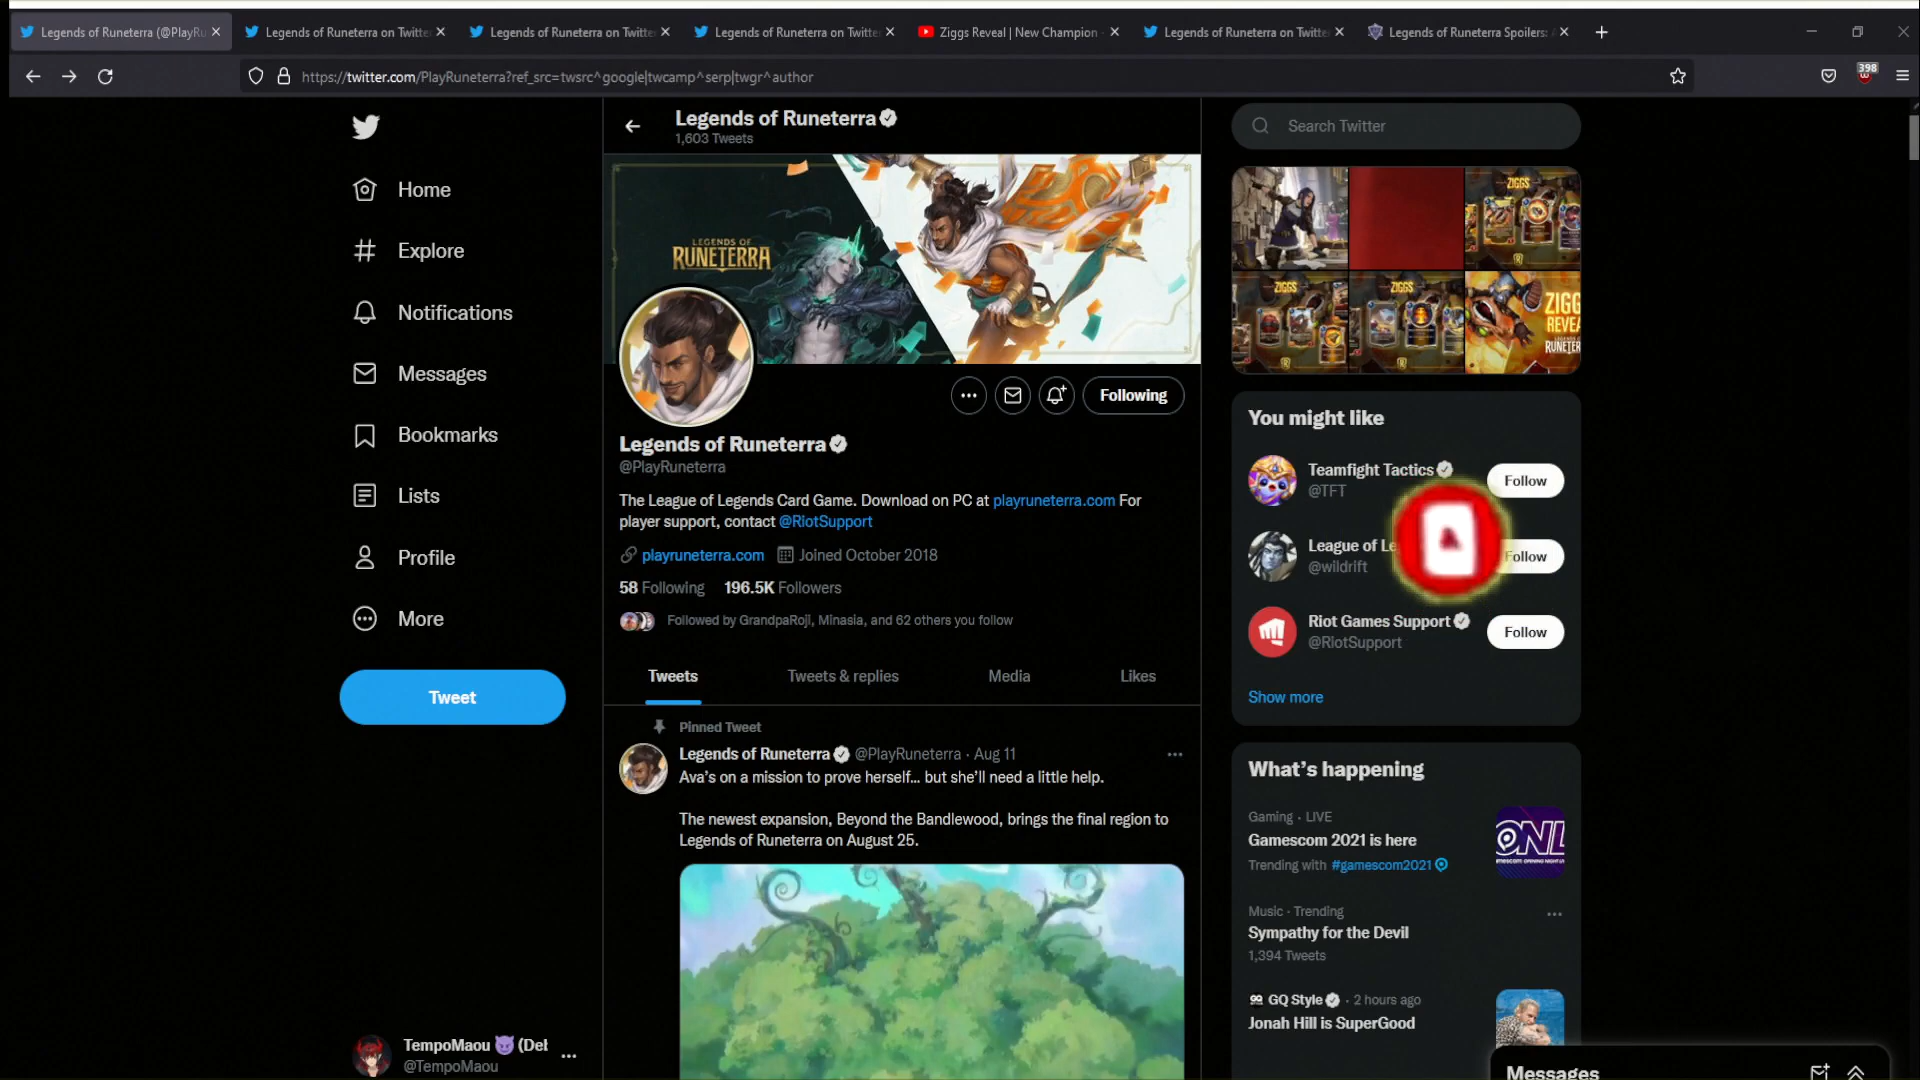 Legends of Runeterra (@PlayRu
Legends of Runeterra on Twitte
Legends of Runeterra on Twitte
Legends of Runeterra on Twitte
Ziggs Reveal | New Champion -
Legends of Runeterra on Twitte
Legends of Runeterra Spoilers:
https://twitter.com/PlayRuneterra?ref_src=twsrc^google|twcamp^serp|twgr^author
398
Home
Explore
Notifications
Messages
Bookmarks
Lists
Profile
More
Tweet
TempoMaou 😈 (Del
@TempoMaou
Legends of Runeterra
1,603 Tweets
LEGENDS OF
RUNETERRA
Following
Legends of Runeterra
@PlayRuneterra
The League of Legends Card Game. Download on PC at playruneterra.com For
player support, contact @RiotSupport
playruneterra.com Joined October 2018
58 Following 196.5K Followers
Followed by GrandpaRoji, Minasia, and 62 others you follow
Tweets Tweets & replies Media Likes
Pinned Tweet
Legends of Runeterra @PlayRuneterra · Aug 11
Ava's on a mission to prove herself... but she'll need a little help.
The newest expansion, Beyond the Bandlewood, brings the final region to
Legends of Runeterra on August 25.
Search Twitter
ZIGGS
ZIGGS
ZIGGS
ZIGG
REVEA
RUNETERR
You might like
Teamfight Tactics
@TFT
Follow
League of Le
@wildrift
Follow
Riot Games Support
@RiotSupport
Follow
Show more
What's happening
Gaming · LIVE
Gamescom 2021 is here
Trending with #gamescom2021
ONL
Music · Trending
Sympathy for the Devil
1,394 Tweets
GQ Style · 2 hours ago
Jonah Hill is SuperGood
Messages